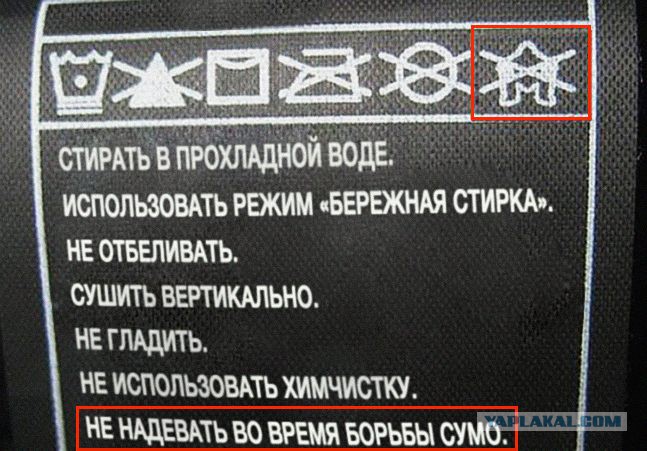 СТИРАТЬ В ПРОХЛАДНОЙ ВОДЕ.
ИСПОЛЬЗОВАТЬ РЕЖИМ «БЕРЕЖНАЯ СТИРКА».
НЕ ОТБЕЛИВАТЬ.
СУШИТЬ ВЕРТИКАЛЬНО.
НЕ ГЛАДИТЬ.
НЕ ИСПОЛЬЗОВАТЬ ХИМЧИСТКУ.
НЕ НАДЕВАТЬ ВО ВРЕМЯ БОРЬБЫ СУМО.
YAPLAKAL.COM